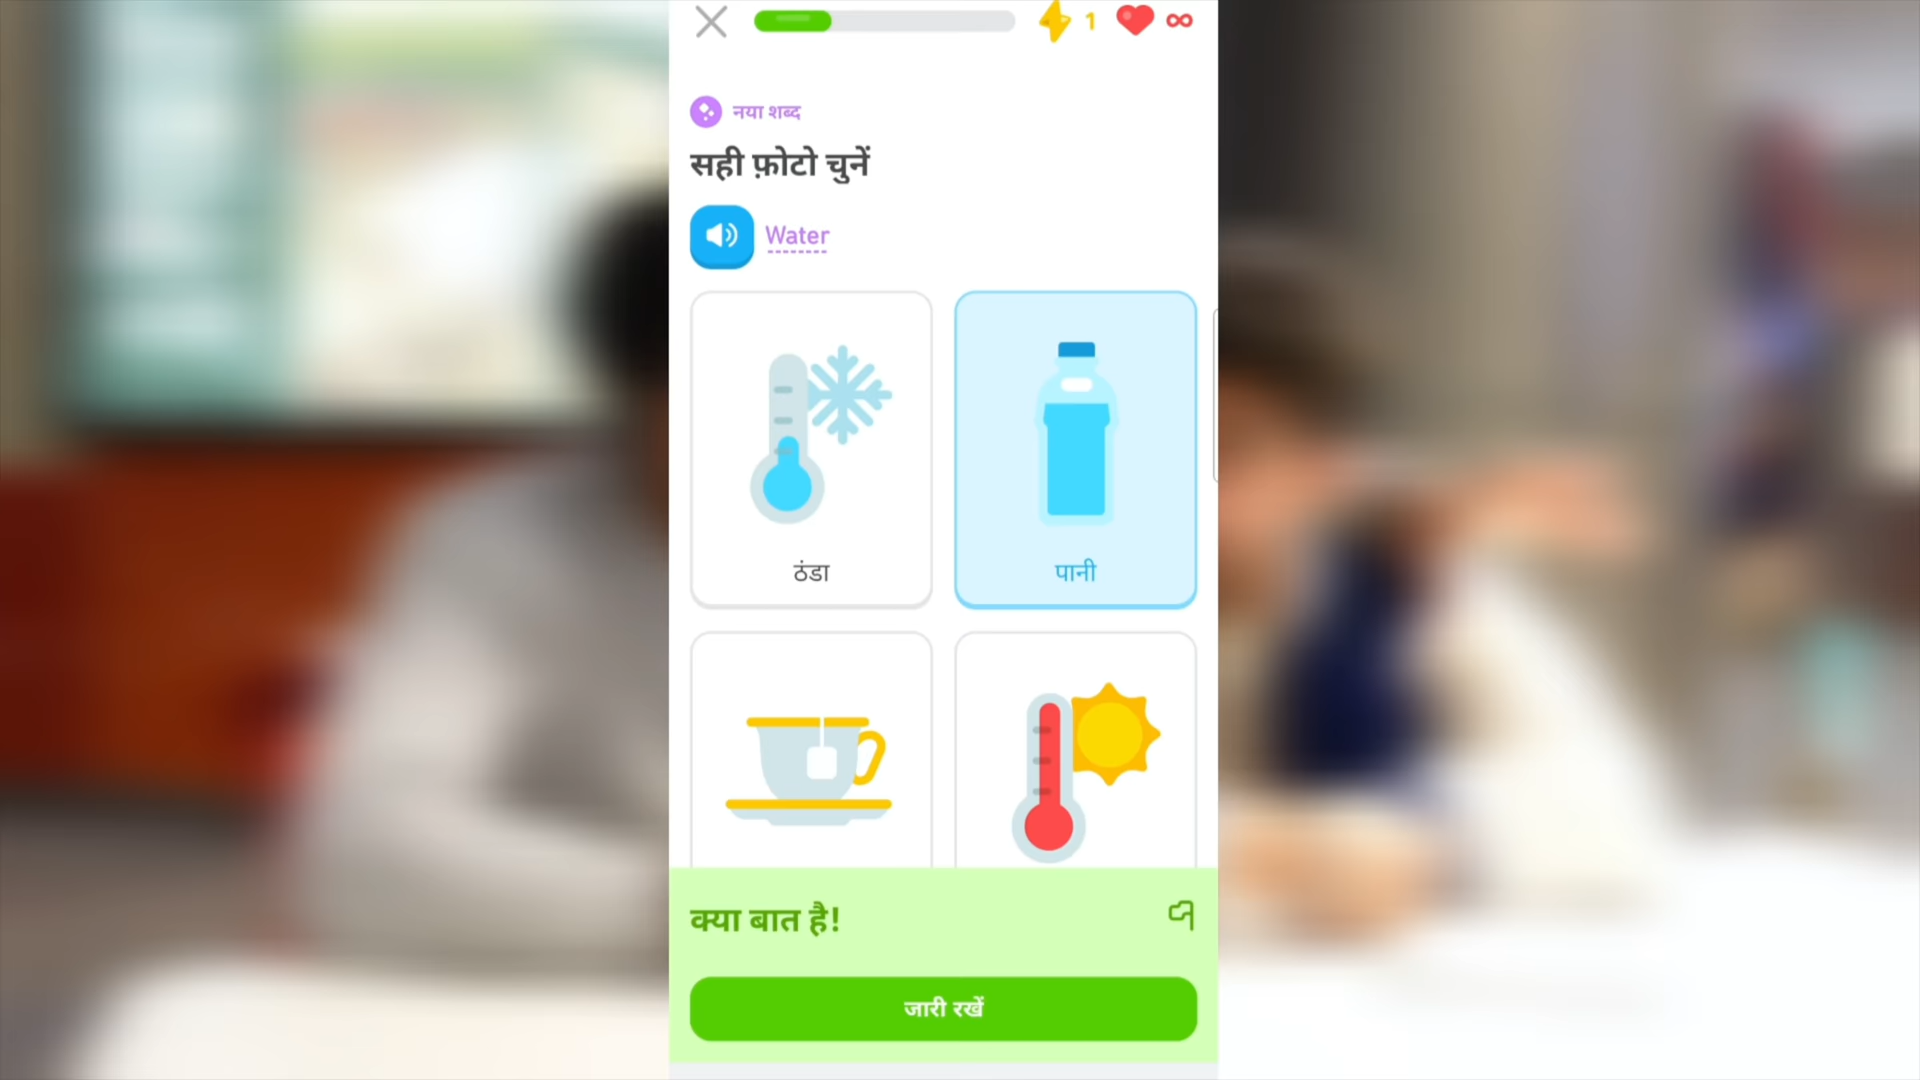 1 ∞
नया शब्द
सही फ़ोटो चुनें
Water
ठंडा
पानी
क्या बात है!
जारी रखें